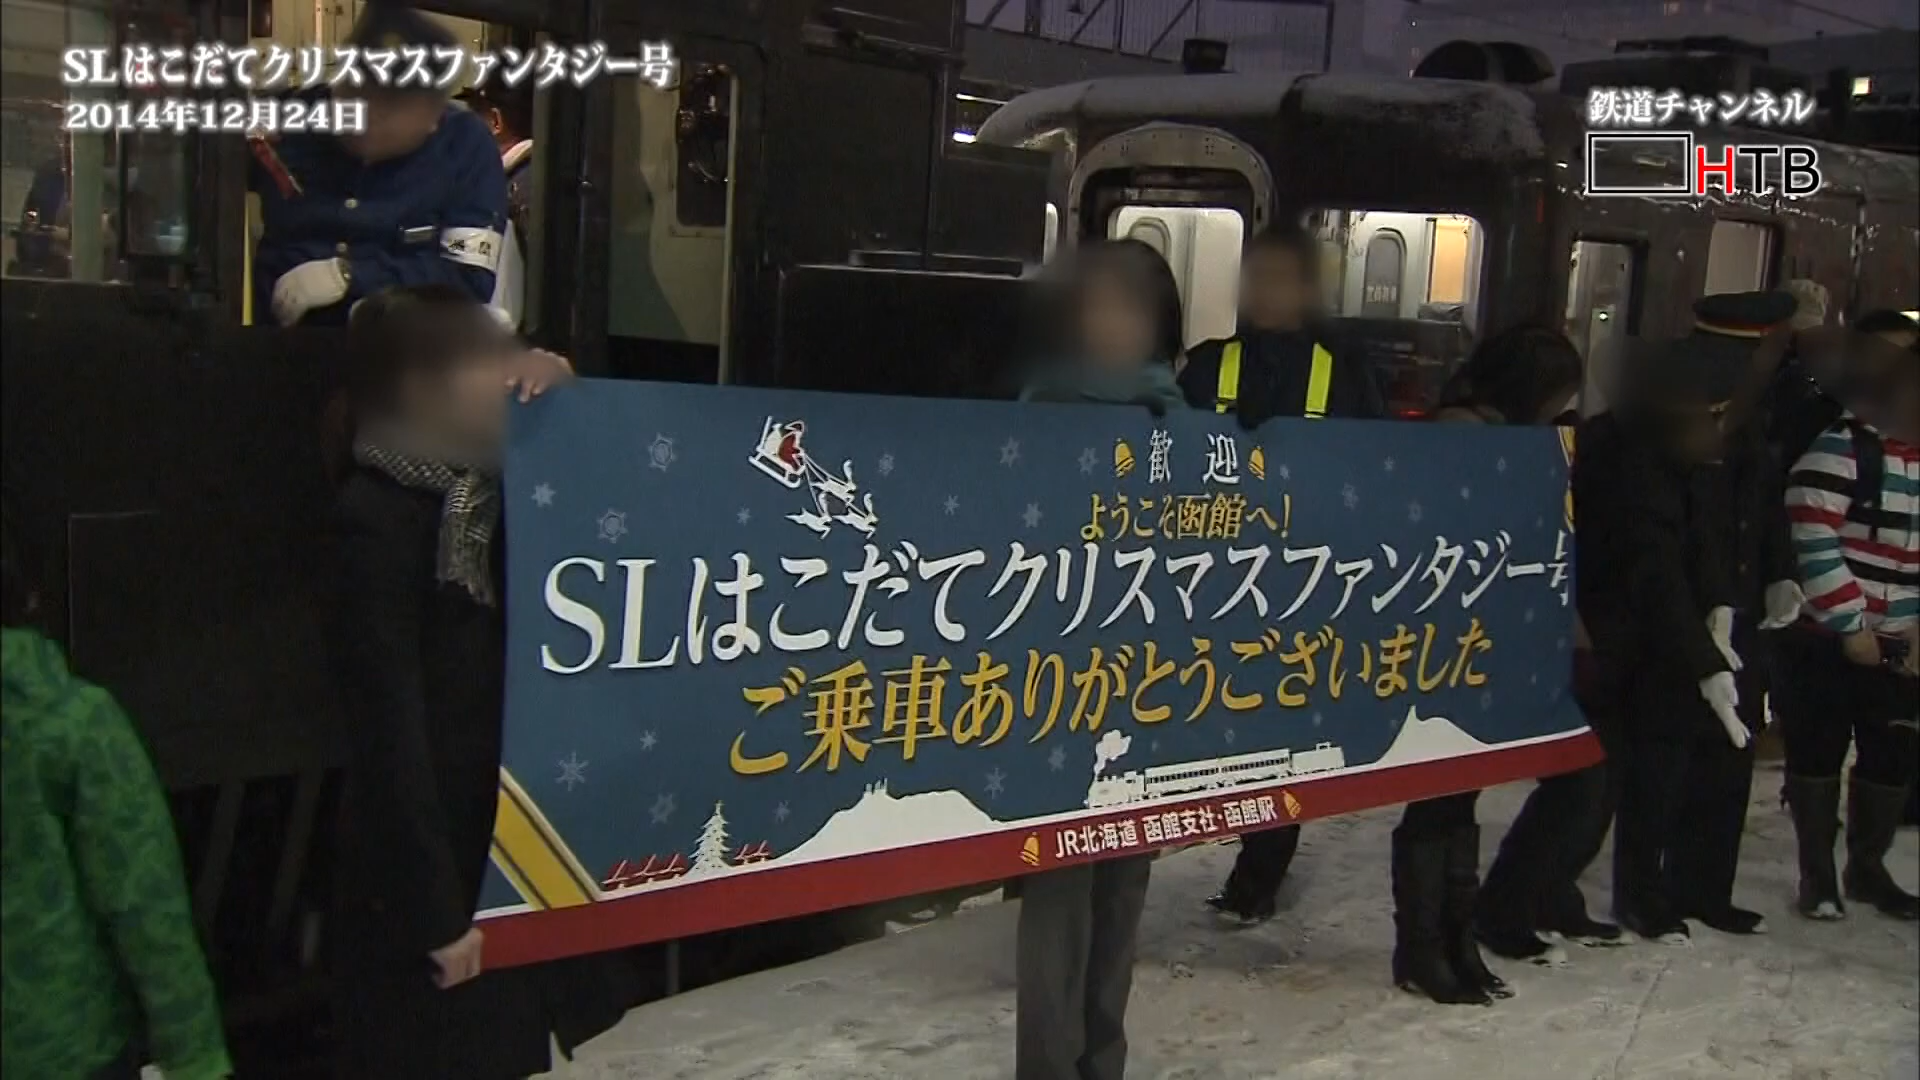 SLはこだてクリスマスファンタジー号
2014年12月24日
鉄道チャンネル
HTB
歓迎
ようこそ函館へ!
SLはこだてクリスマスファンタジー号
ご乗車ありがとうございました
JR北海道 函館支社・函館駅